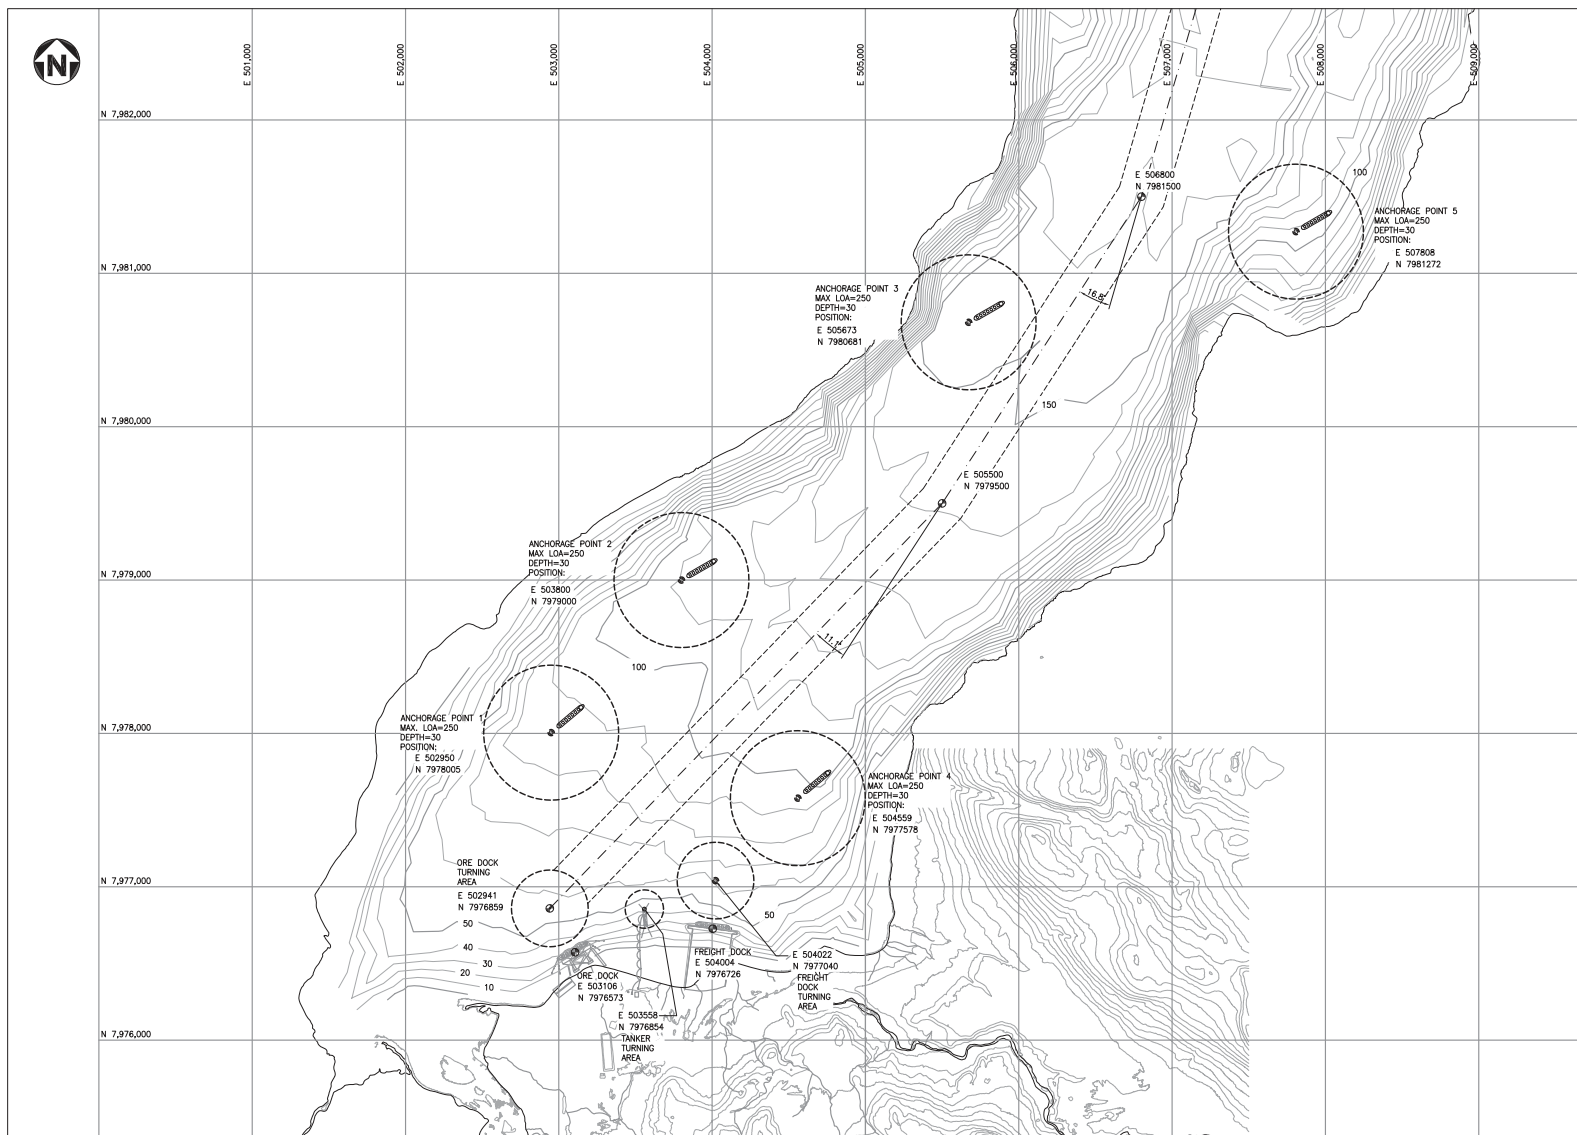 N
E 501,000
E 502,000
E 503,000
E 504,000
E 505,000
E 506,000
E 507,000
E 508,000
E 509,000
N 7,982,000
N 7,981,000
N 7,980,000
N 7,979,000
N 7,978,000
N 7,977,000
N 7,976,000
E 506800
N 7981500
100
ANCHORAGE POINT 5
MAX LOA=250
DEPTH=30
POSITION:
E 507808
N 7981272
16.8°
ANCHORAGE POINT 3
MAX LOA=250
DEPTH=30
POSITION:
E 505673
N 7980681
150
E 505500
N 7979500
ANCHORAGE POINT 2
MAX LOA=250
DEPTH=30
POSITION:
E 503800
N 7979000
11.1°
100
ANCHORAGE POINT 1
MAX. LOA=250
DEPTH=30
POSITION:
E 502950
N 7978005
ANCHORAGE POINT 4
MAX LOA=250
DEPTH=30
POSITION:
E 504559
N 7977578
ORE DOCK
TURNING
AREA
E 502941
N 7976859
50
40
30
20
10
50
ORE DOCK
E 503106
N 7976573
FREIGHT DOCK
E 504004
N 7976726
E 504022
N 7977040
FREIGHT
DOCK
TURNING
AREA
E 503558
N 7976854
TANKER
TURNING
AREA